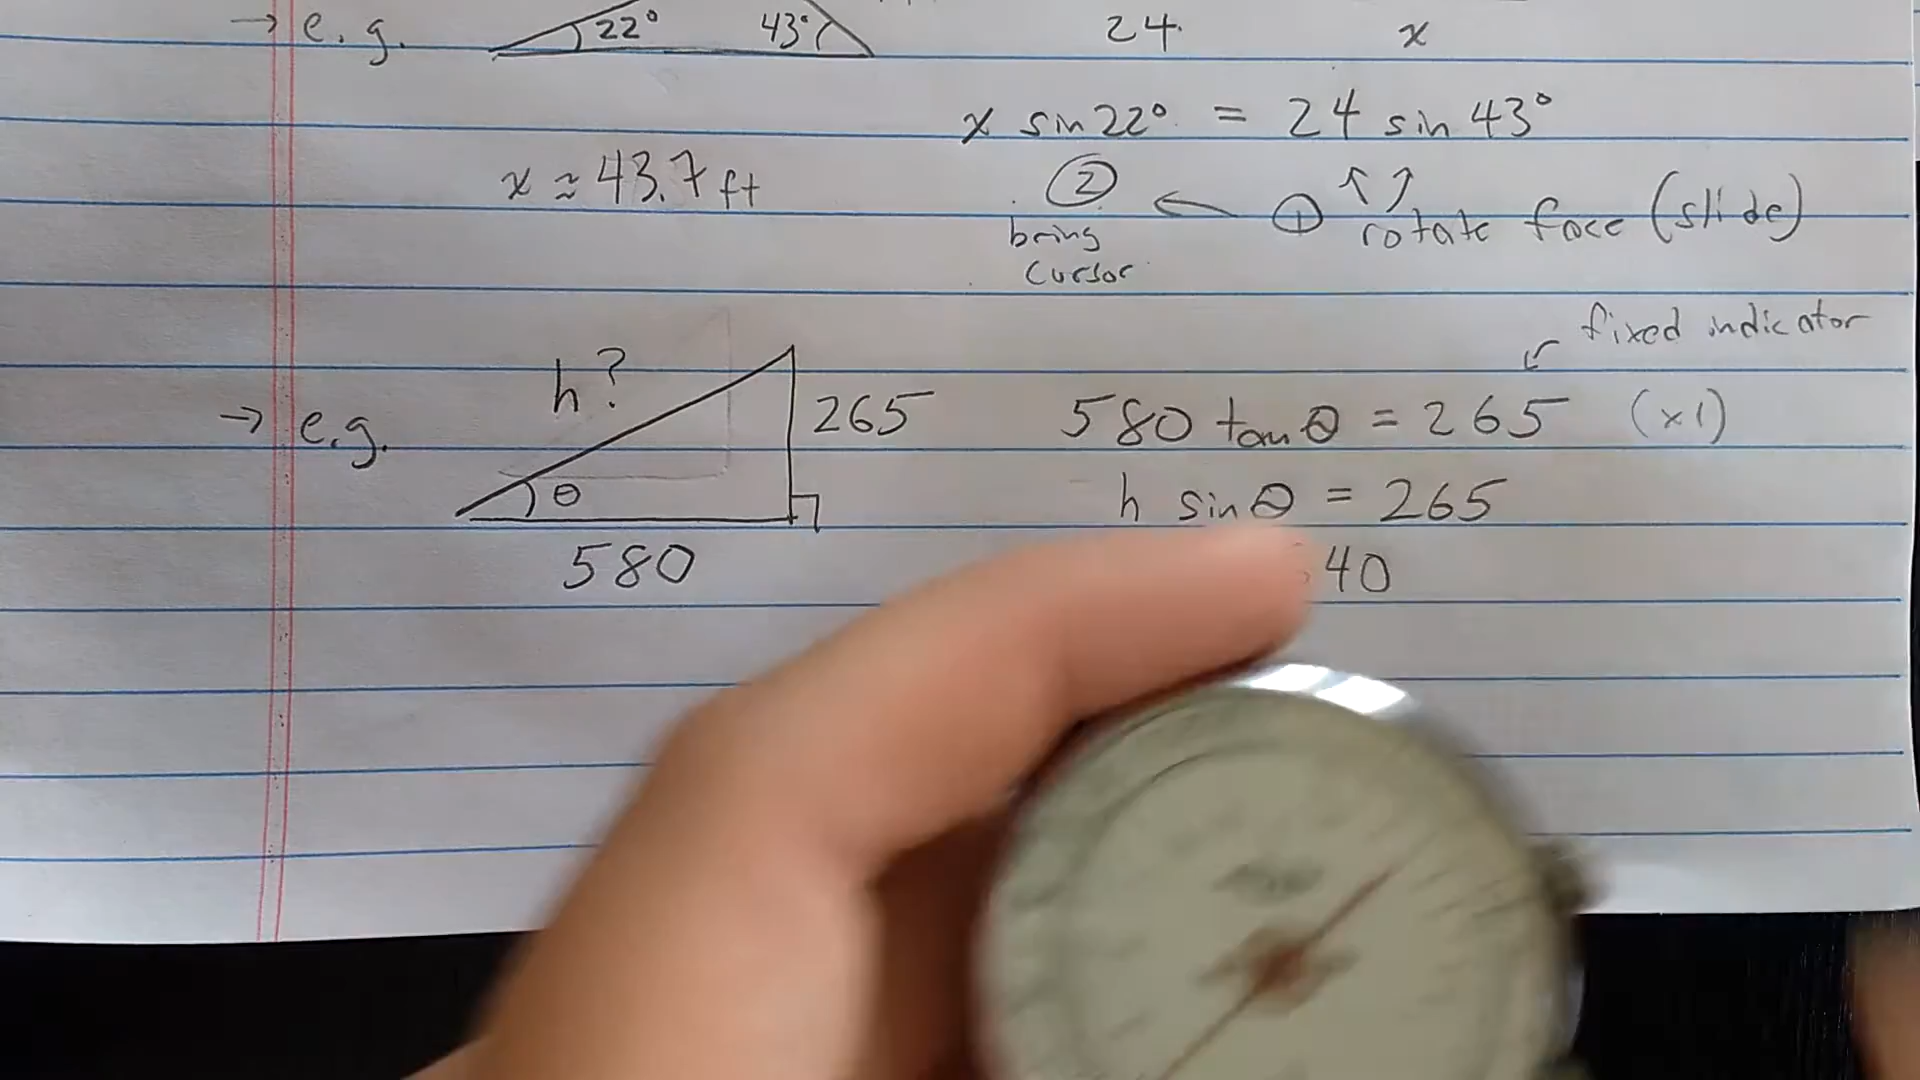 → e.g. 22° 43° 24 x
x sin 22° = 24 sin 43°
x ≈ 43.7 ft
② ← ① rotate face (slide)
bring
cursor
fixed indicator
h?
→ e.g. 265 580 tan θ = 265 (x1)
θ h sin θ = 265
580 40